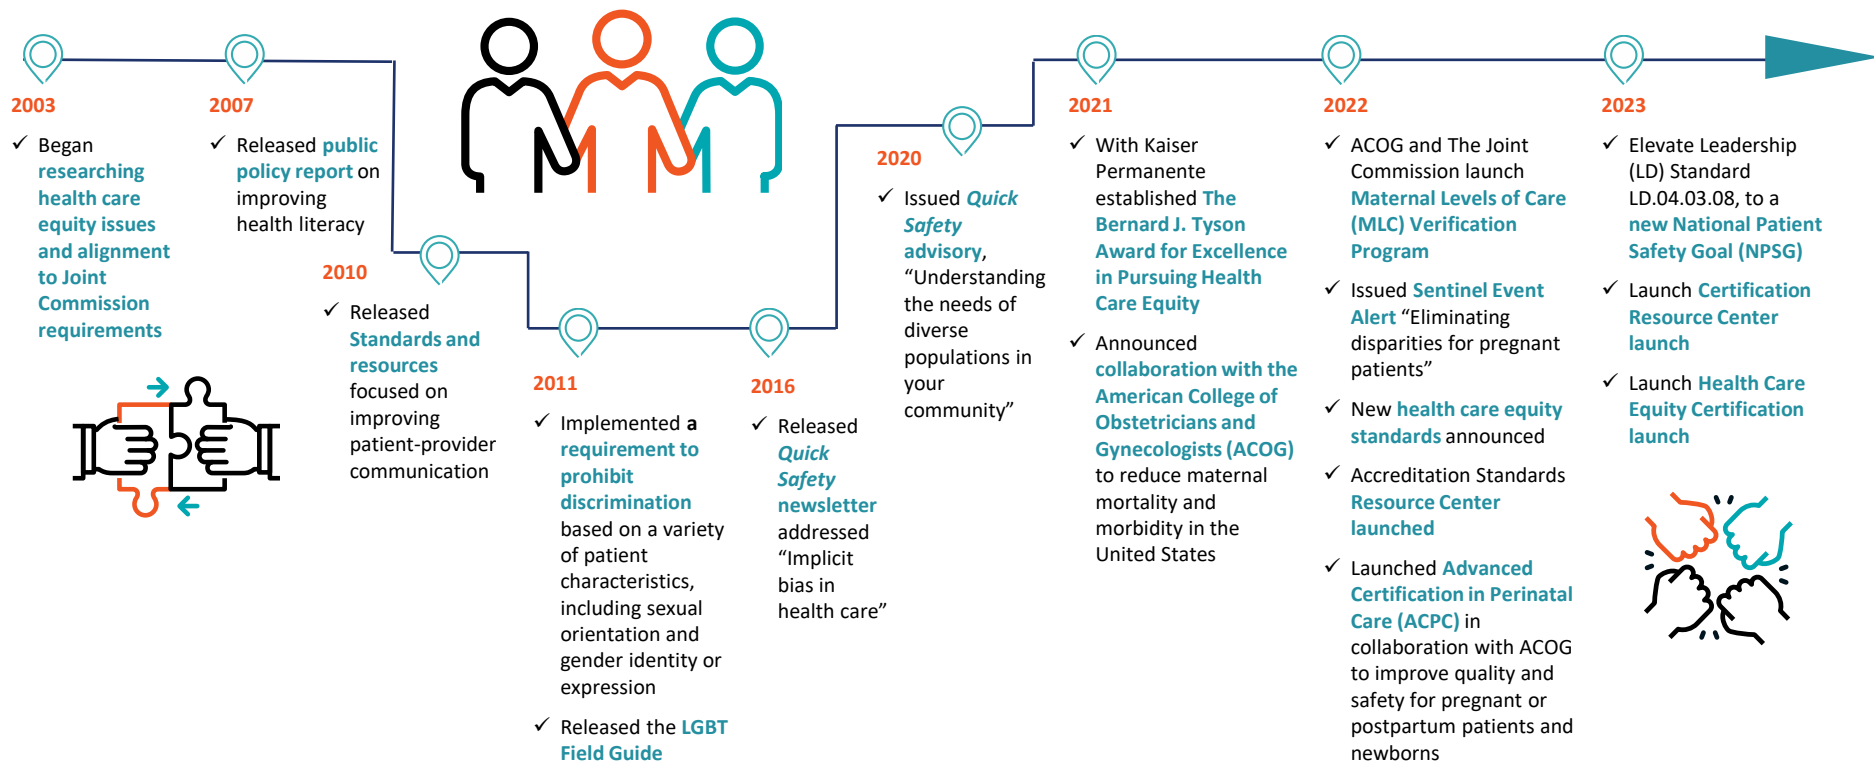 2003
✓ Began
researching
health care
equity issues
and alignment
to Joint
Commission
requirements
2007
✓ Released public
policy report on
improving
health literacy
2010
✓ Released
Standards and
resources
focused on
improving
patient-provider
communication
2011
✓ Implemented a
requirement to
prohibit
discrimination
based on a variety
of patient
characteristics,
including sexual
orientation and
gender identity or
expression
✓ Released the LGBT
Field Guide
2016
✓ Released
Quick
Safety
newsletter
addressed
“Implicit
bias in
health care”
2020
✓ Issued Quick
Safety
advisory,
“Understanding
the needs of
diverse
populations in
your
community”
2021
✓ With Kaiser
Permanente
established The
Bernard J. Tyson
Award for Excellence
in Pursuing Health
Care Equity
✓ Announced
collaboration with the
American College of
Obstetricians and
Gynecologists (ACOG)
to reduce maternal
mortality and
morbidity in the
United States
2022
✓ ACOG and The Joint
Commission launch
Maternal Levels of Care
(MLC) Verification
Program
✓ Issued Sentinel Event
Alert “Eliminating
disparities for pregnant
patients”
✓ New health care equity
standards announced
✓ Accreditation Standards
Resource Center
launched
✓ Launched Advanced
Certification in Perinatal
Care (ACPC) in
collaboration with ACOG
to improve quality and
safety for pregnant or
postpartum patients and
newborns
2023
✓ Elevate Leadership
(LD) Standard
LD.04.03.08, to a
new National Patient
Safety Goal (NPSG)
✓ Launch Certification
Resource Center
launch
✓ Launch Health Care
Equity Certification
launch